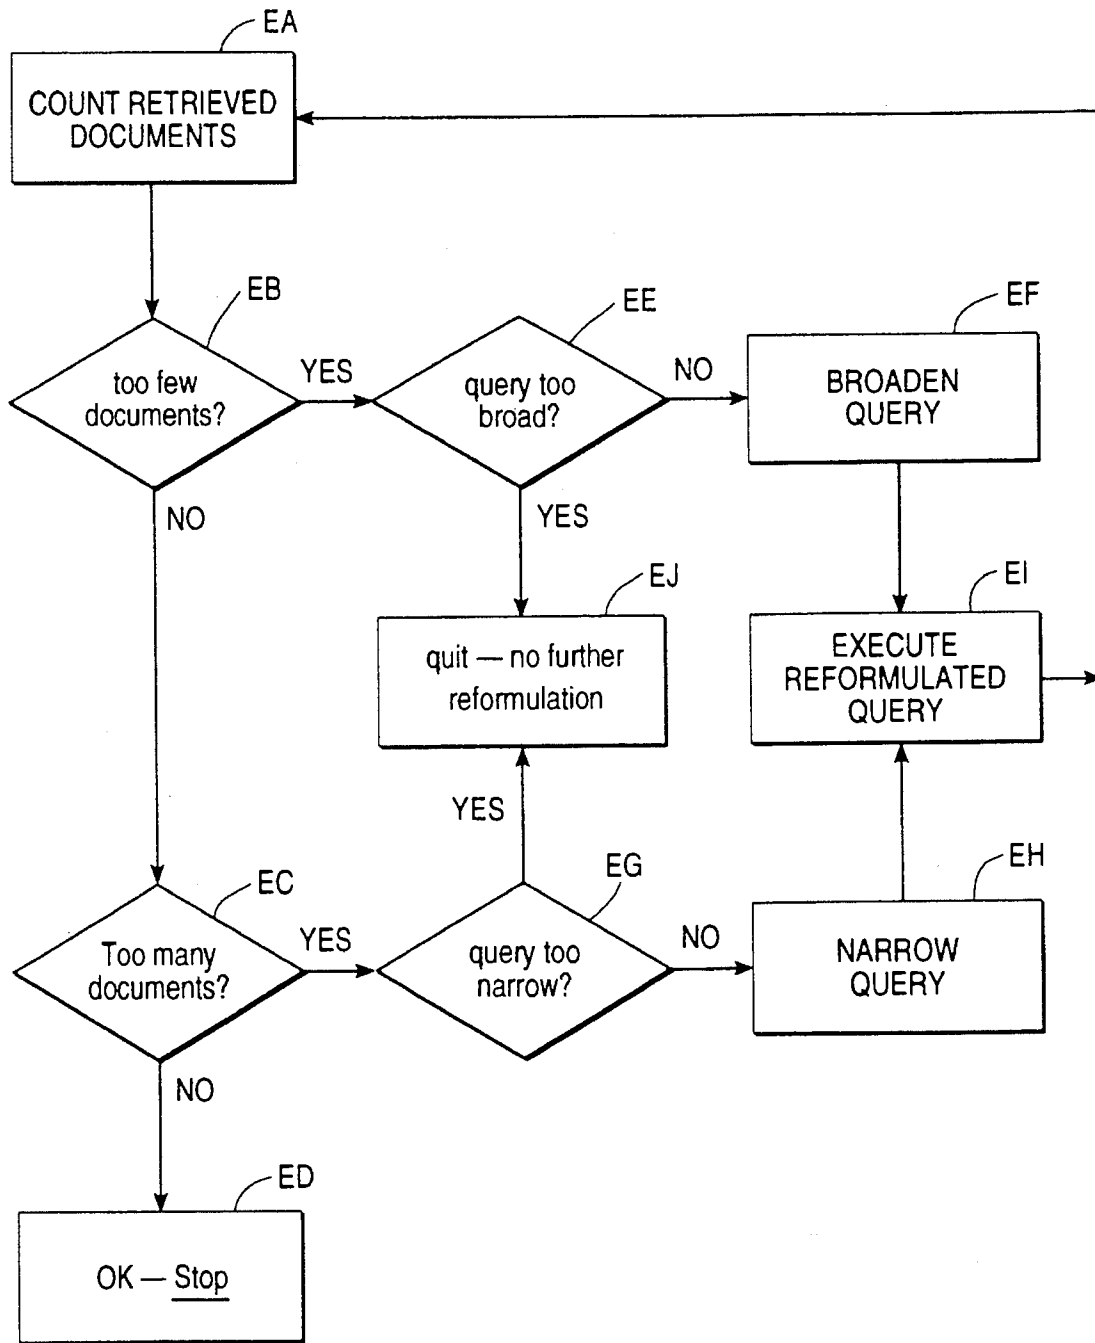 EA
COUNT RETRIEVED
DOCUMENTS
EB
too few
documents?
YES
EE
query too
broad?
NO
EF
BROADEN
QUERY
NO
YES
EJ
quit — no further
reformulation
EI
EXECUTE
REFORMULATED
QUERY
YES
EC
Too many
documents?
YES
EG
query too
narrow?
NO
EH
NARROW
QUERY
NO
ED
OK — Stop